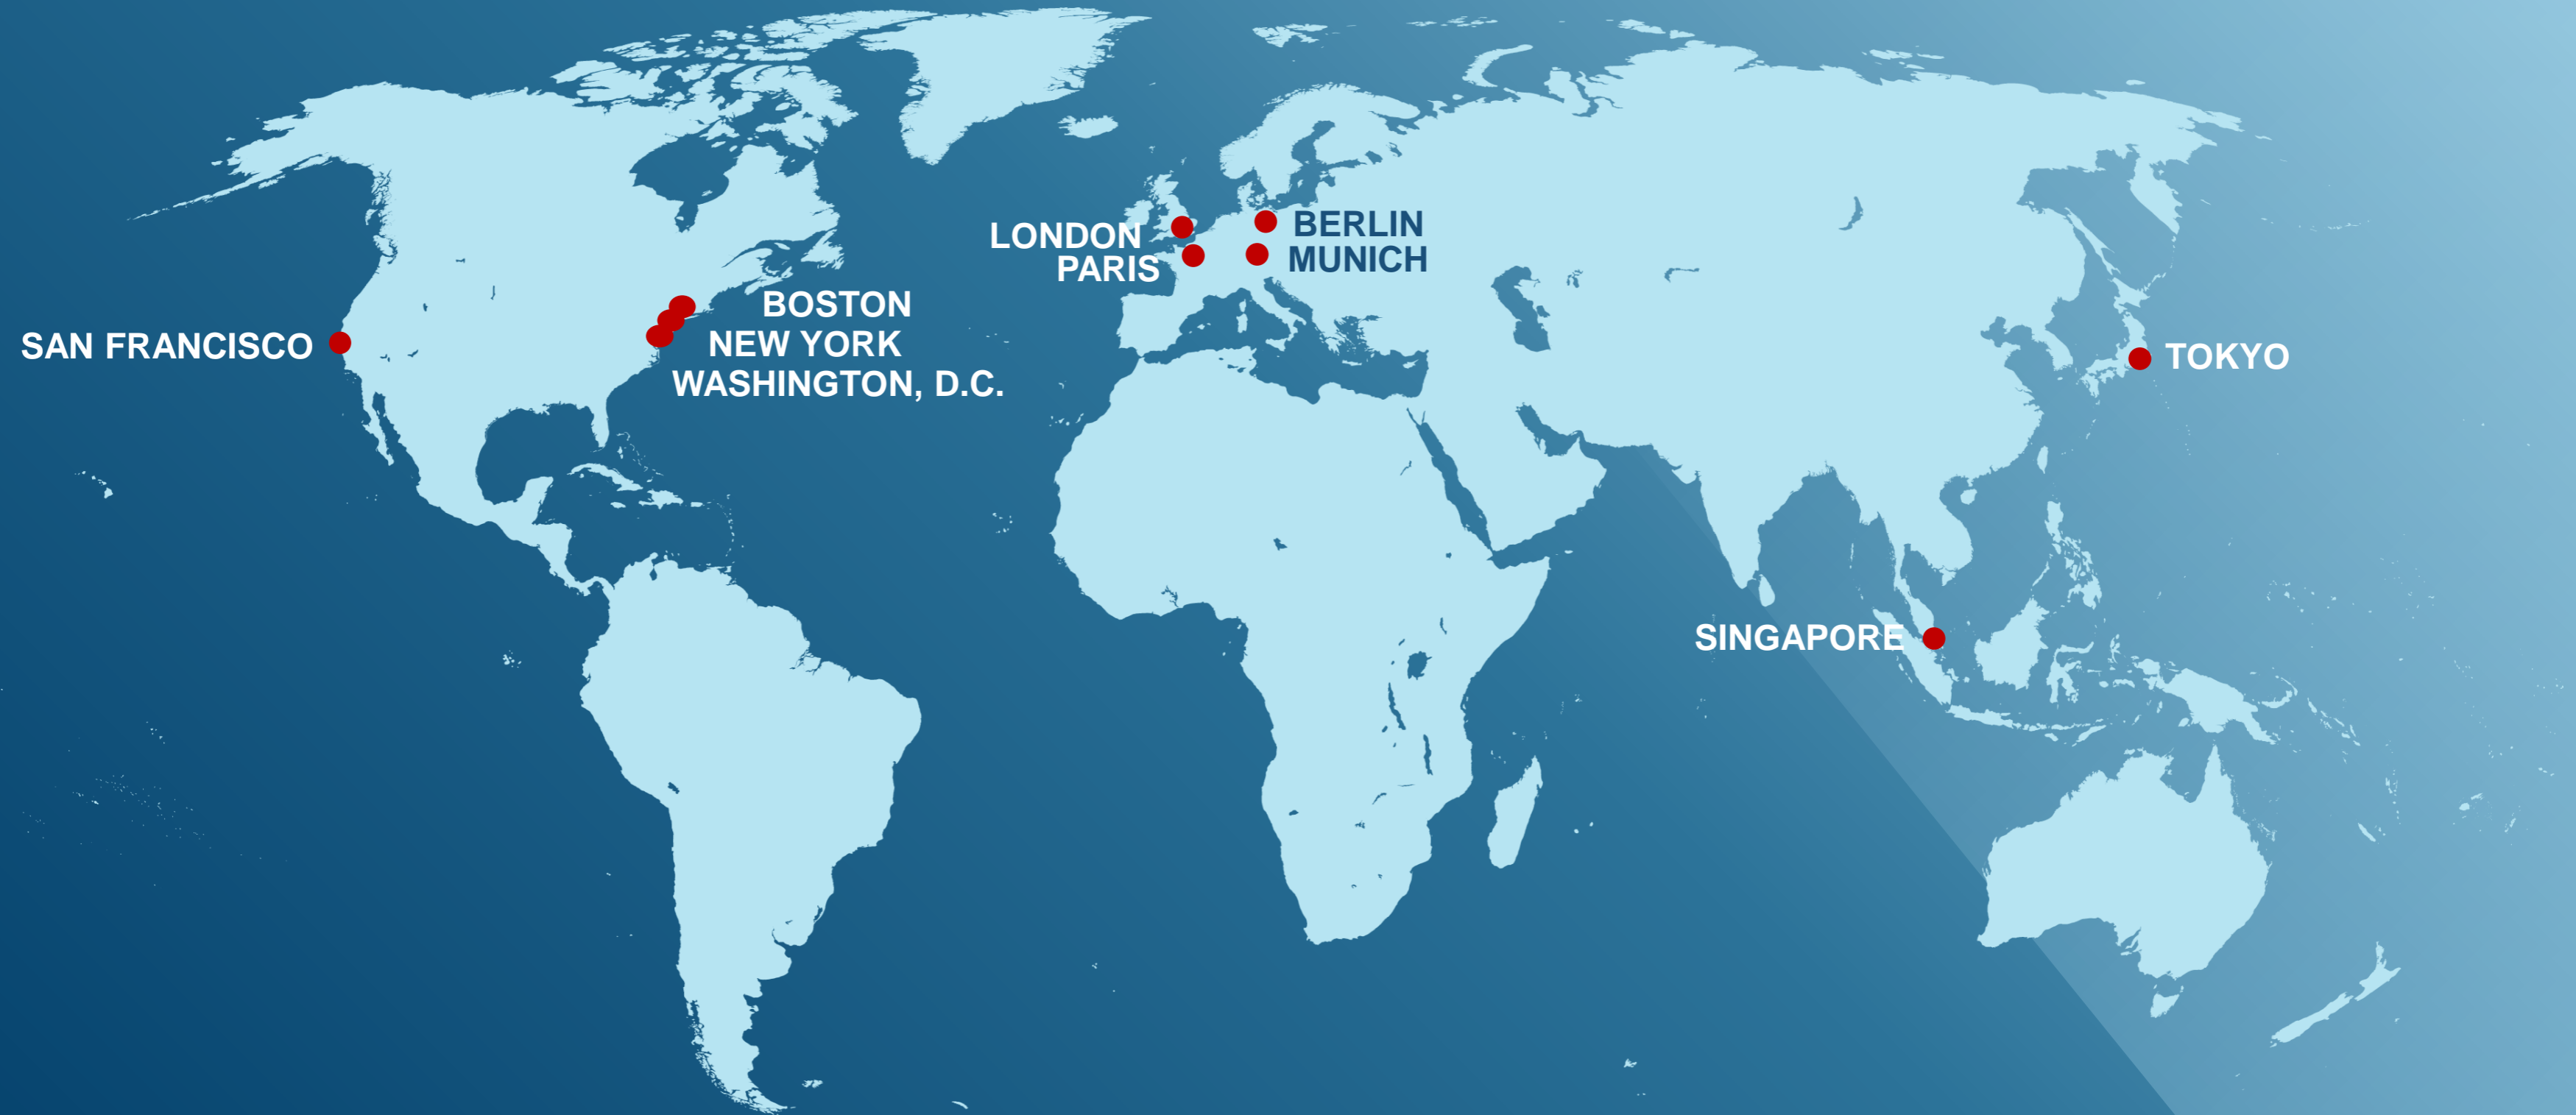 SAN FRANCISCO
BOSTON
NEW YORK
WASHINGTON, D.C.
LONDON
PARIS
BERLIN
MUNICH
SINGAPORE
TOKYO